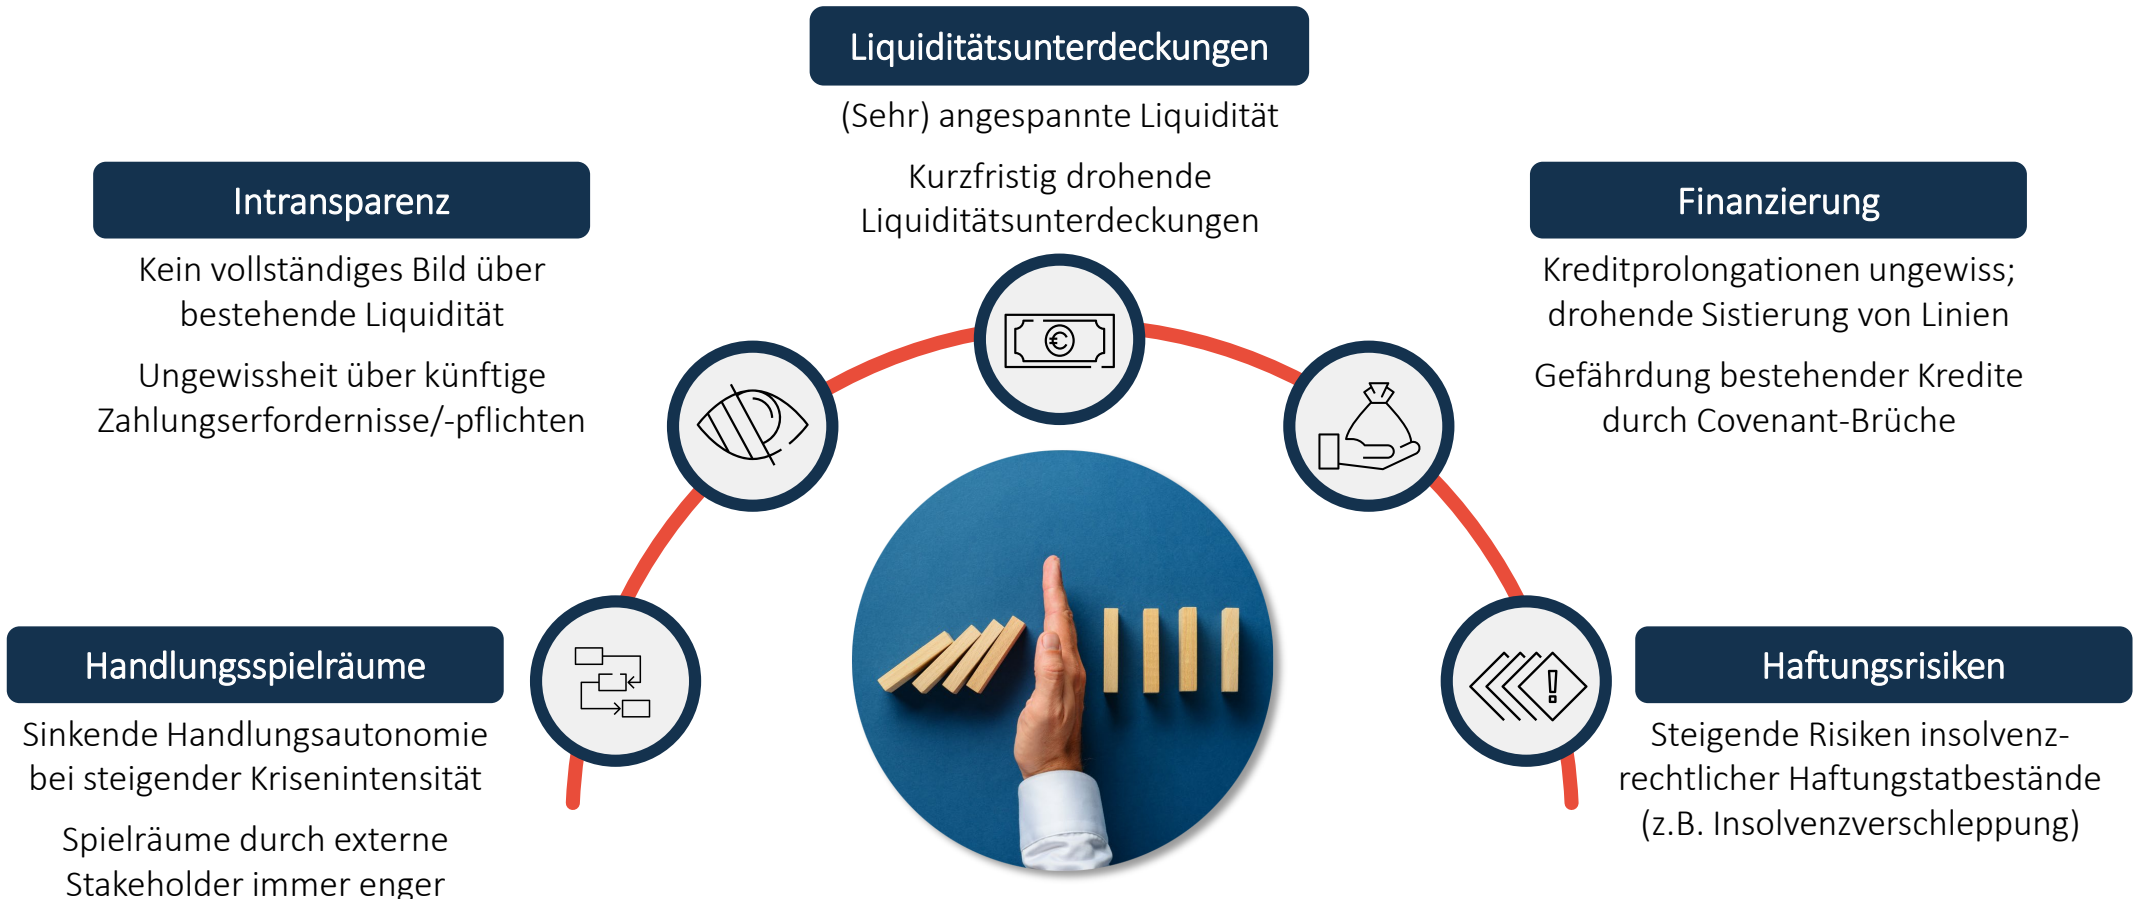 Liquiditätsunterdeckungen
(Sehr) angespannte Liquidität
Kurzfristig drohende
Liquiditätsunterdeckungen
Intransparenz
Kein vollständiges Bild über
bestehende Liquidität
Ungewissheit über künftige
Zahlungserfordernisse/-pflichten
Finanzierung
Kreditprolongationen ungewiss;
drohende Sistierung von Linien
Gefährdung bestehender Kredite
durch Covenant-Brüche
Handlungsspielräume
Sinkende Handlungsautonomie
bei steigender Krisenintensität
Spielräume durch externe
Stakeholder immer enger
Haftungsrisiken
Steigende Risiken insolvenz-
rechtlicher Haftungstatbestände
(z.B. Insolvenzverschleppung)